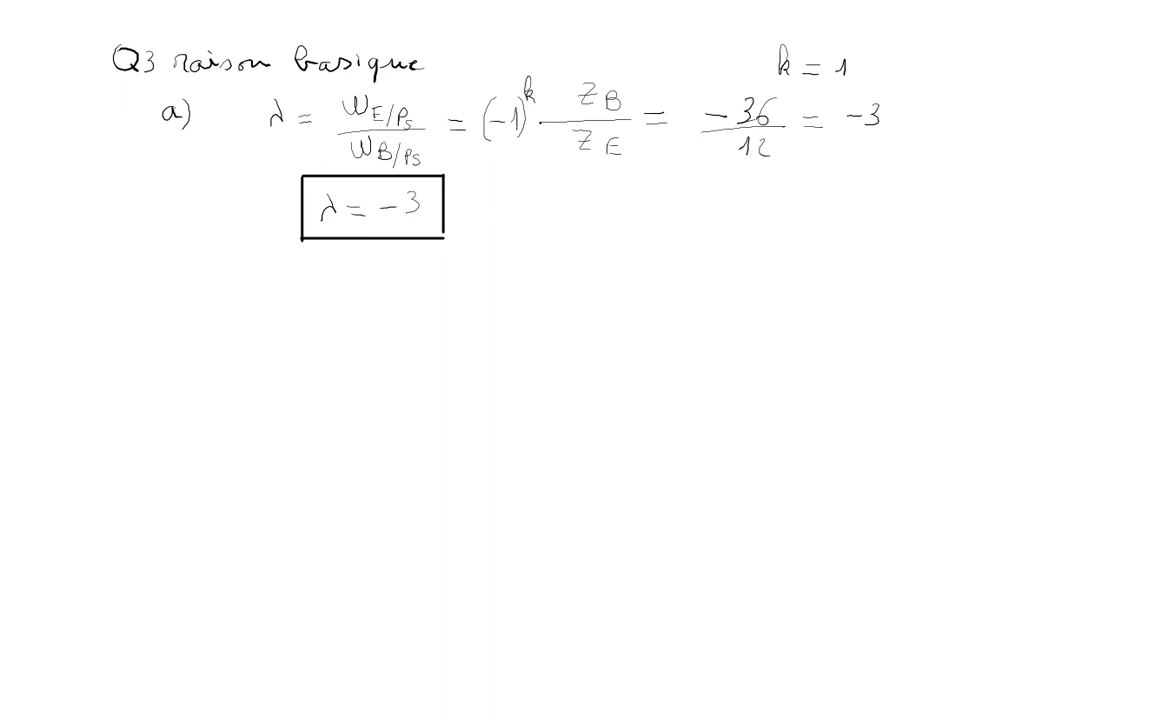 Q3 raison basique
k = 1
a) λ = ω_E/Ps / ω_B/Ps = (-1)^k · Z_B / Z_E = -36 / 12 = -3
λ = -3